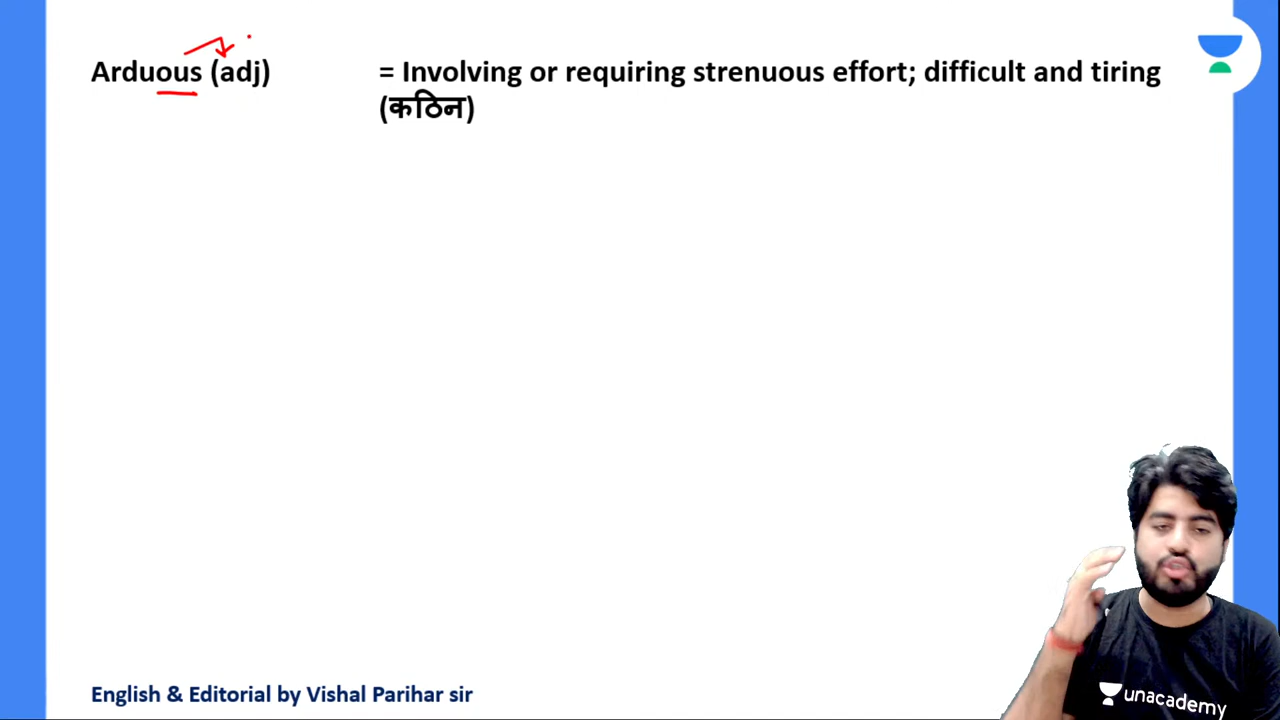 Arduous (adj) = Involving or requiring strenuous effort; difficult and tiring
(कठिन)
English & Editorial by Vishal Parihar sir
unacademy